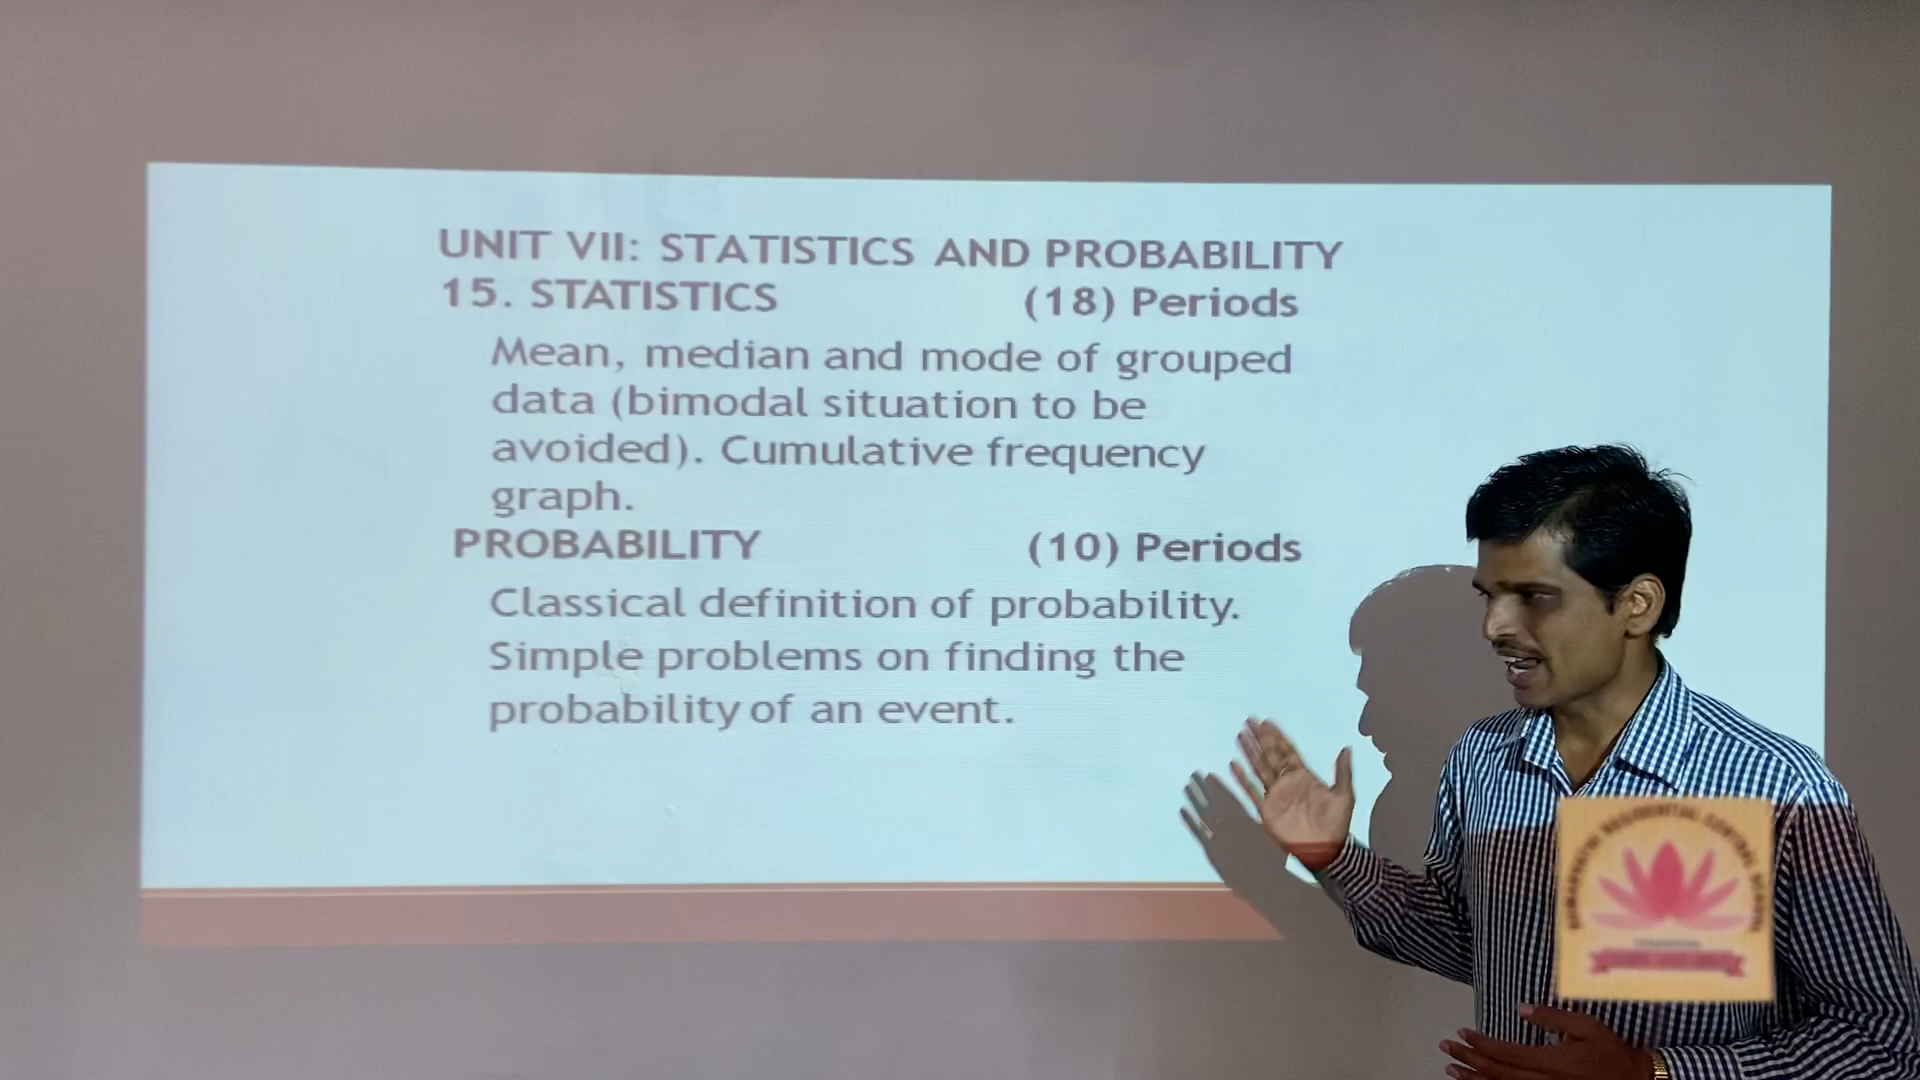 UNIT VII: STATISTICS AND PROBABILITY
15. STATISTICS (18) Periods
Mean, median and mode of grouped
data (bimodal situation to be
avoided). Cumulative frequency
graph.
PROBABILITY (10) Periods
Classical definition of probability.
Simple problems on finding the
probability of an event.